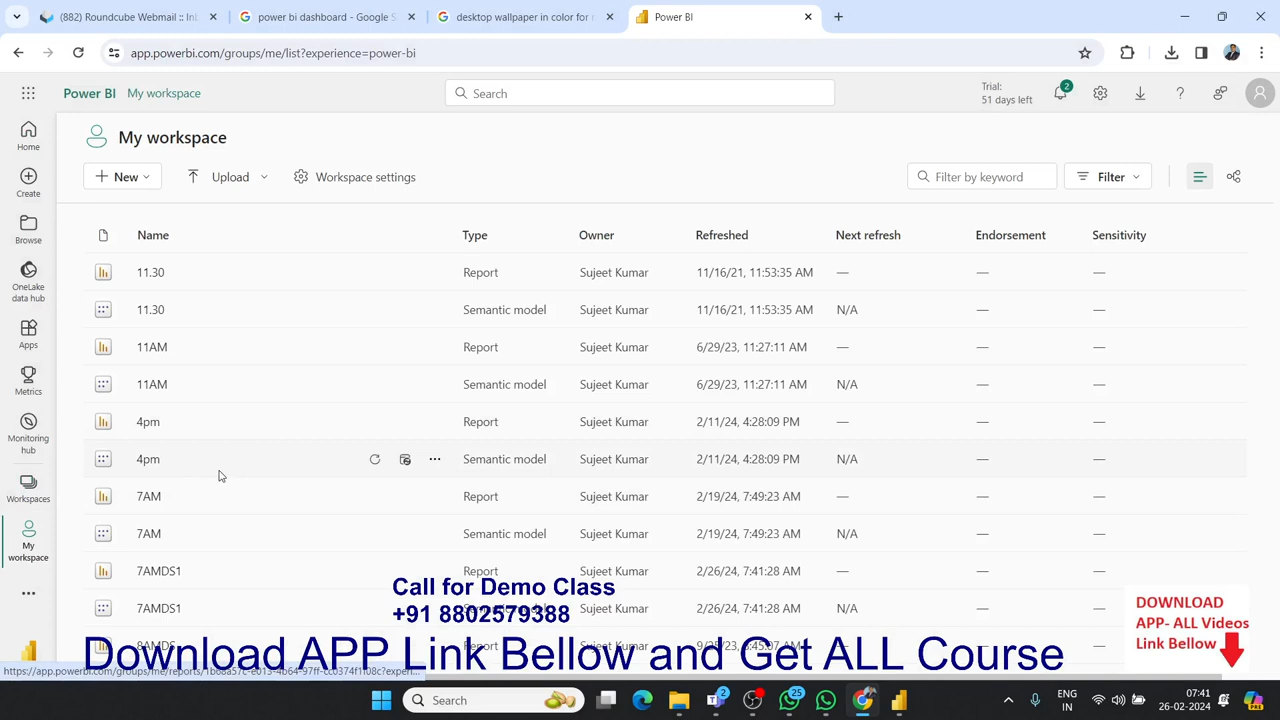 (882) Roundcube Webmail :: In
power bi dashboard - Google S
desktop wallpaper in color for r
Power BI
app.powerbi.com/groups/me/list?experience=power-bi
Power BI My workspace
Search
Trial:
51 days left
2
Home
Create
Browse
OneLake
data hub
Apps
Metrics
Monitoring
hub
Workspaces
My
workspace
My workspace
New
Upload
Workspace settings
Filter by keyword
Filter
Name Type Owner Refreshed Next refresh Endorsement Sensitivity
11.30 Report Sujeet Kumar 11/16/21, 11:53:35 AM — — —
11.30 Semantic model Sujeet Kumar 11/16/21, 11:53:35 AM N/A — —
11AM Report Sujeet Kumar 6/29/23, 11:27:11 AM — — —
11AM Semantic model Sujeet Kumar 6/29/23, 11:27:11 AM N/A — —
4pm Report Sujeet Kumar 2/11/24, 4:28:09 PM — — —
4pm Semantic model Sujeet Kumar 2/11/24, 4:28:09 PM N/A — —
7AM Report Sujeet Kumar 2/19/24, 7:49:23 AM — — —
7AM Semantic model Sujeet Kumar 2/19/24, 7:49:23 AM N/A — —
7AMDS1 Report Sujeet Kumar 2/26/24, 7:41:28 AM — — —
7AMDS1 Semantic model Sujeet Kumar 2/26/24, 7:41:28 AM N/A — —
Call for Demo Class
+91 8802579388
Download APP Link Bellow and Get ALL Course
DOWNLOAD
APP- ALL Videos
Link Bellow
Search
2
25
ENG
IN
07:41
26-02-2024